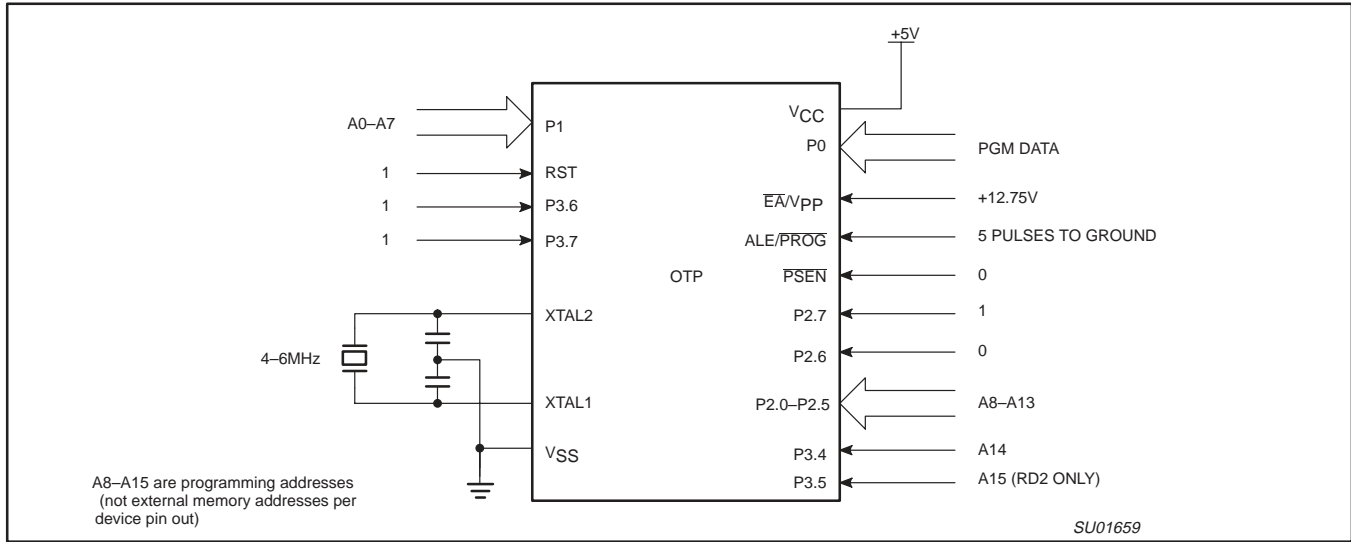 +5V
A0–A7
P1
VCC
P0
PGM DATA
1
RST
1
P3.6
EA/VPP
+12.75V
1
P3.7
ALE/PROG
5 PULSES TO GROUND
OTP
PSEN
0
XTAL2
P2.7
1
4–6MHz
P2.6
0
XTAL1
P2.0–P2.5
A8–A13
VSS
P3.4
A14
P3.5
A15 (RD2 ONLY)
A8–A15 are programming addresses
(not external memory addresses per
device pin out)
SU01659